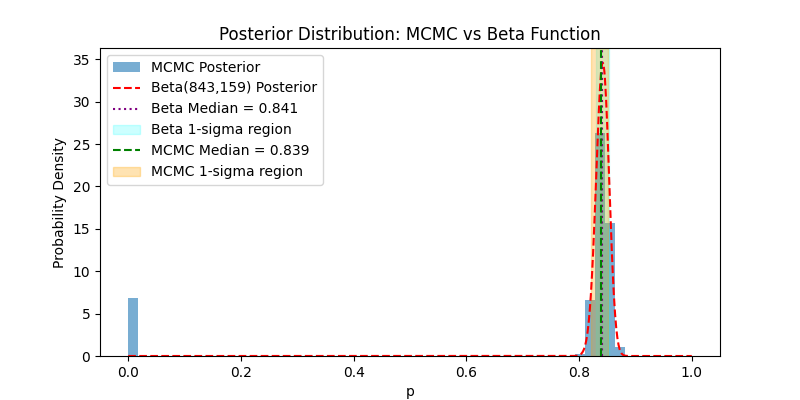 Posterior Distribution: MCMC vs Beta Function
Probability Density
35
30
25
20
15
10
5
0
MCMC Posterior
Beta(843,159) Posterior
Beta Median = 0.841
Beta 1-sigma region
MCMC Median = 0.839
MCMC 1-sigma region
0.0 0.2 0.4 0.6 0.8 1.0
p